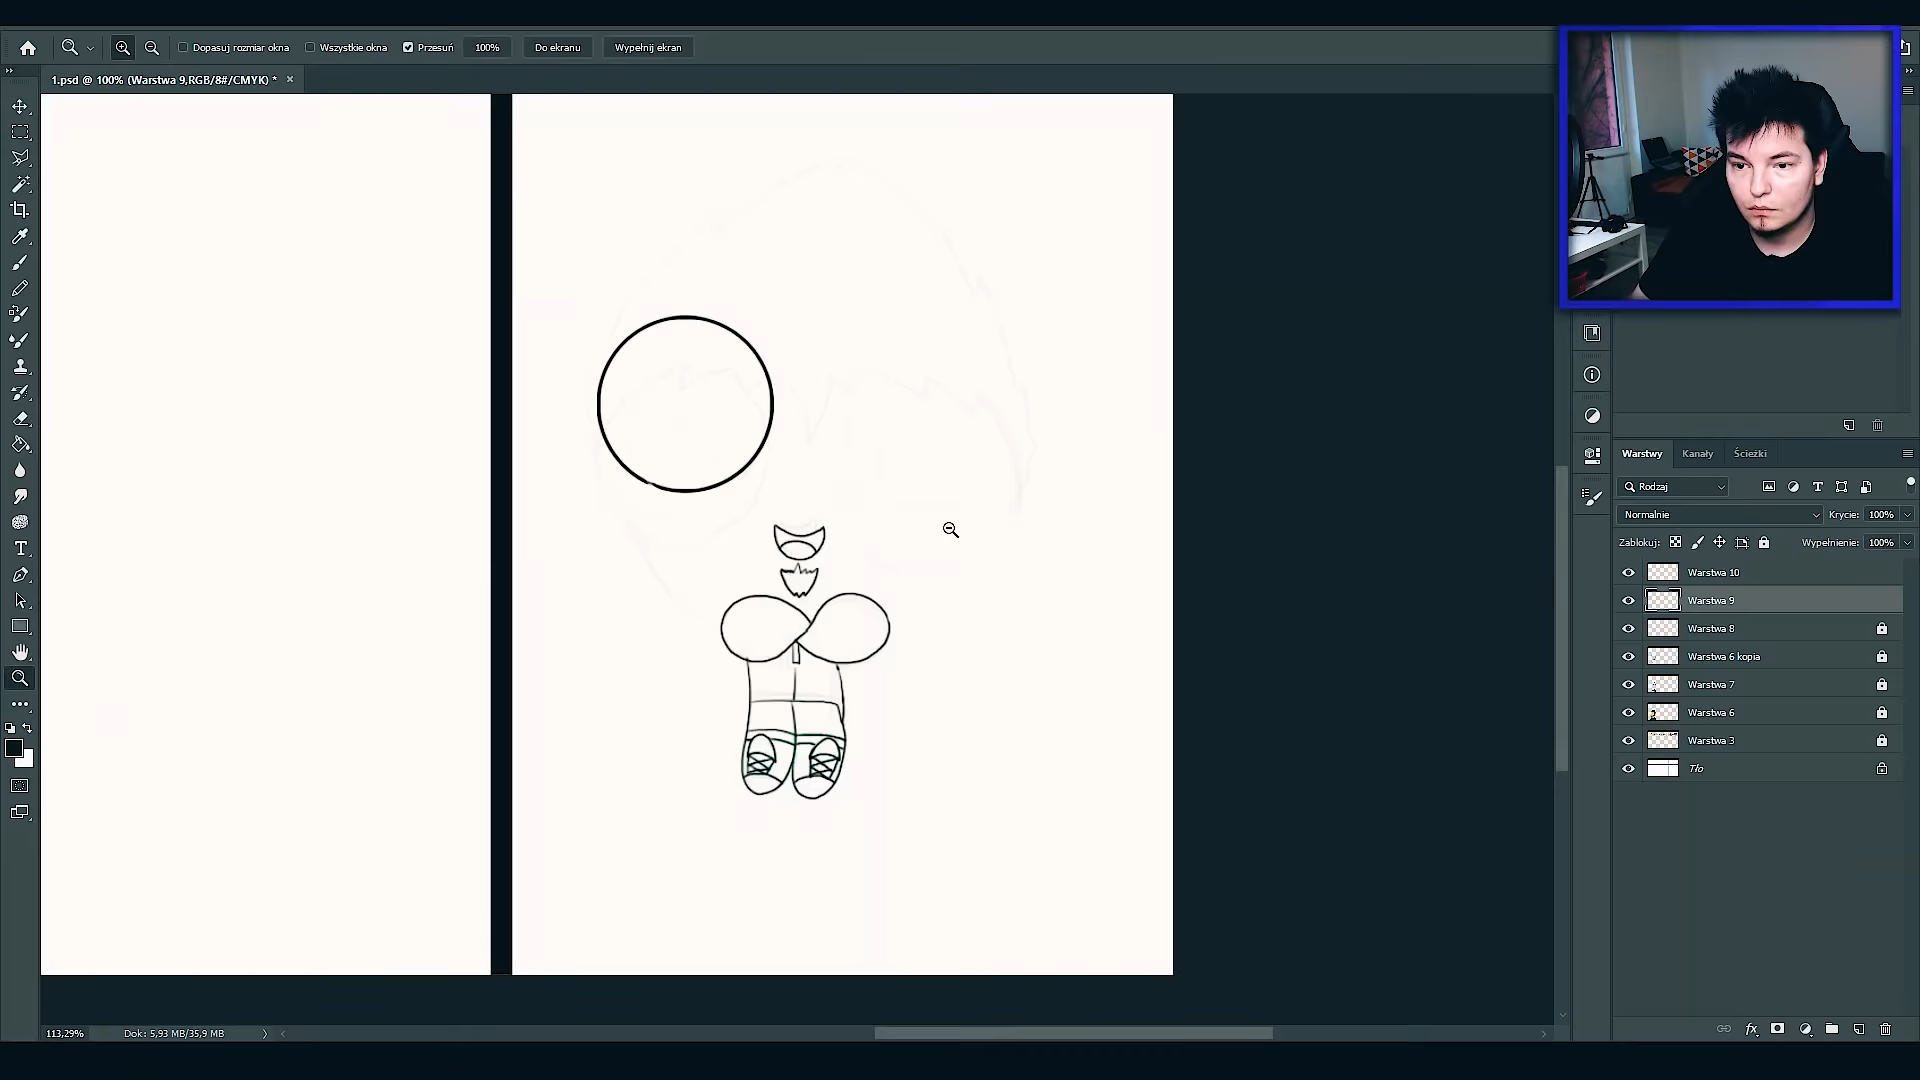 Dopasuj rozmiar okna Wszystkie okna Przesuń 100% Do ekranu Wypełnij ekran
1.psd @ 100% (Warstwa 9,RGB/8#/CMYK) *
Warstwy Kanały Ścieżki
Rodzaj
Normalnie Krycie: 100%
Zablokuj: Wypełnienie: 100%
Warstwa 10
Warstwa 9
Warstwa 8
Warstwa 6 kopia
Warstwa 7
Warstwa 6
Warstwa 3
Tło
113,29% Dok: 5,93 MB/35,9 MB